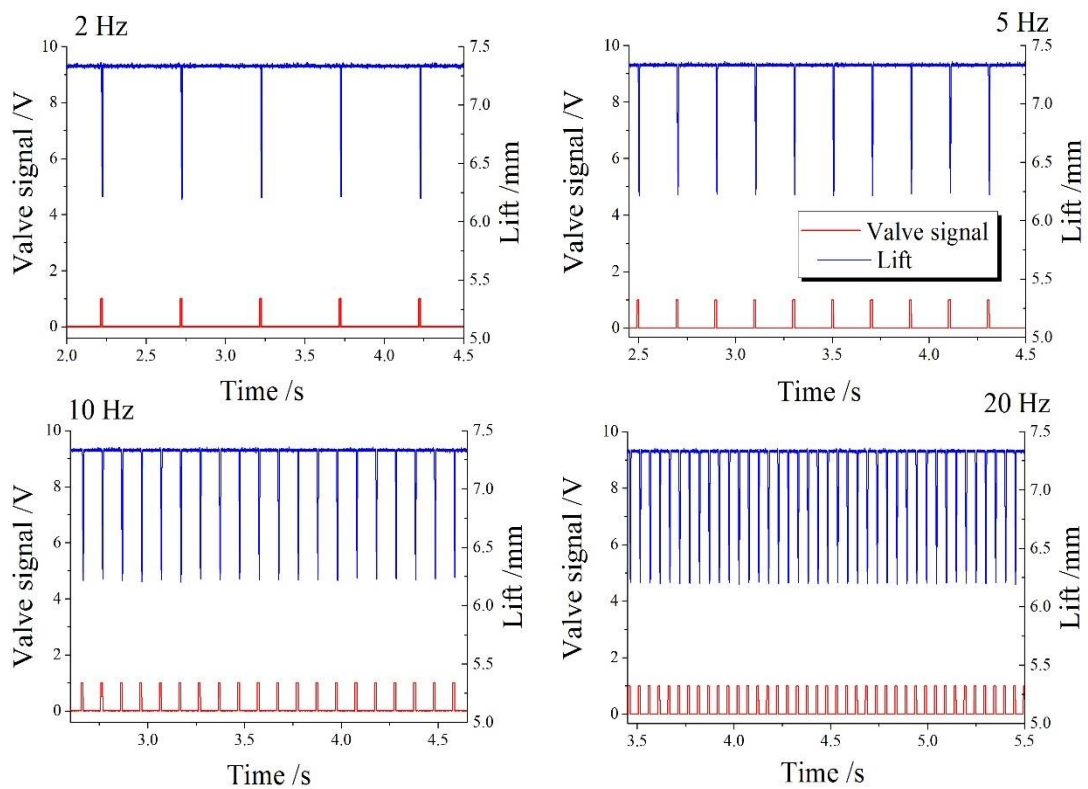 2 Hz
10
8
6
4
2
0
Valve signal /V
7.5
7.0
6.5
6.0
5.5
5.0
Lift /mm
2.0 2.5 3.0 3.5 4.0 4.5
Time /s
5 Hz
10
8
6
4
2
0
Valve signal /V
7.5
7.0
6.5
6.0
5.5
5.0
Lift /mm
Valve signal
Lift
2.5 3.0 3.5 4.0 4.5
Time /s
10 Hz
10
8
6
4
2
0
Valve signal /V
7.5
7.0
6.5
6.0
5.5
5.0
Lift /mm
3.0 3.5 4.0 4.5
Time /s
20 Hz
10
8
6
4
2
0
Valve signal /V
7.5
7.0
6.5
6.0
5.5
5.0
Lift /mm
3.5 4.0 4.5 5.0 5.5
Time /s